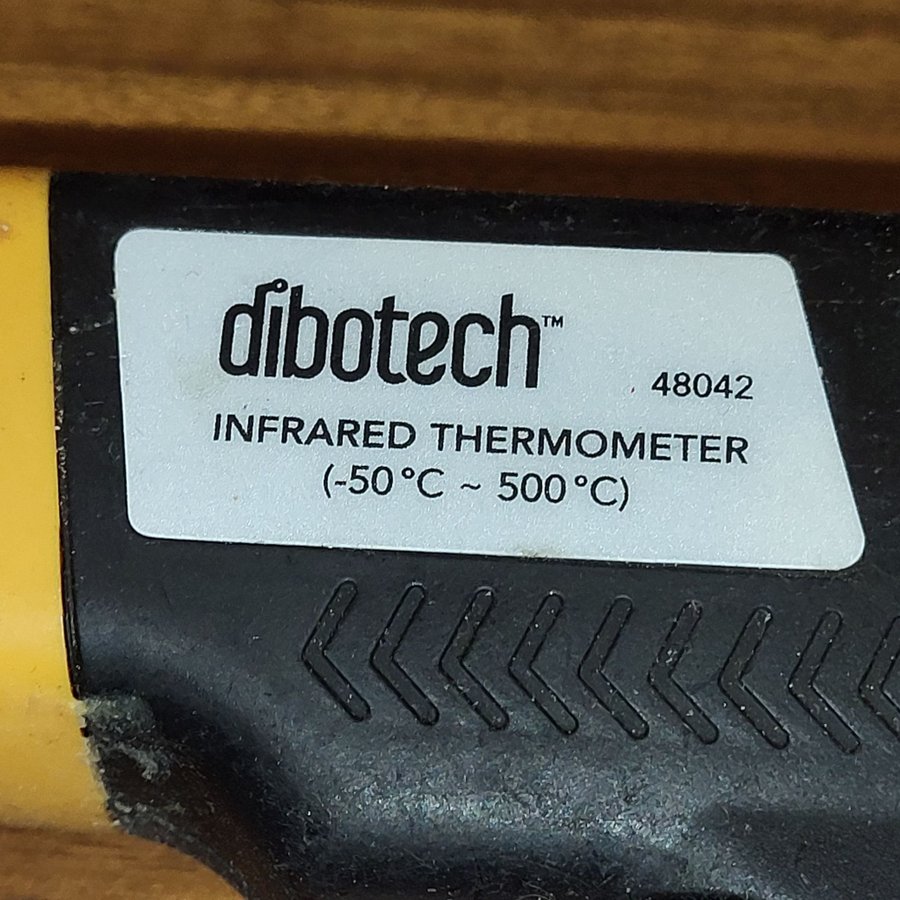 dibotech™
48042
INFRARED THERMOMETER
(-50°C ~ 500°C)